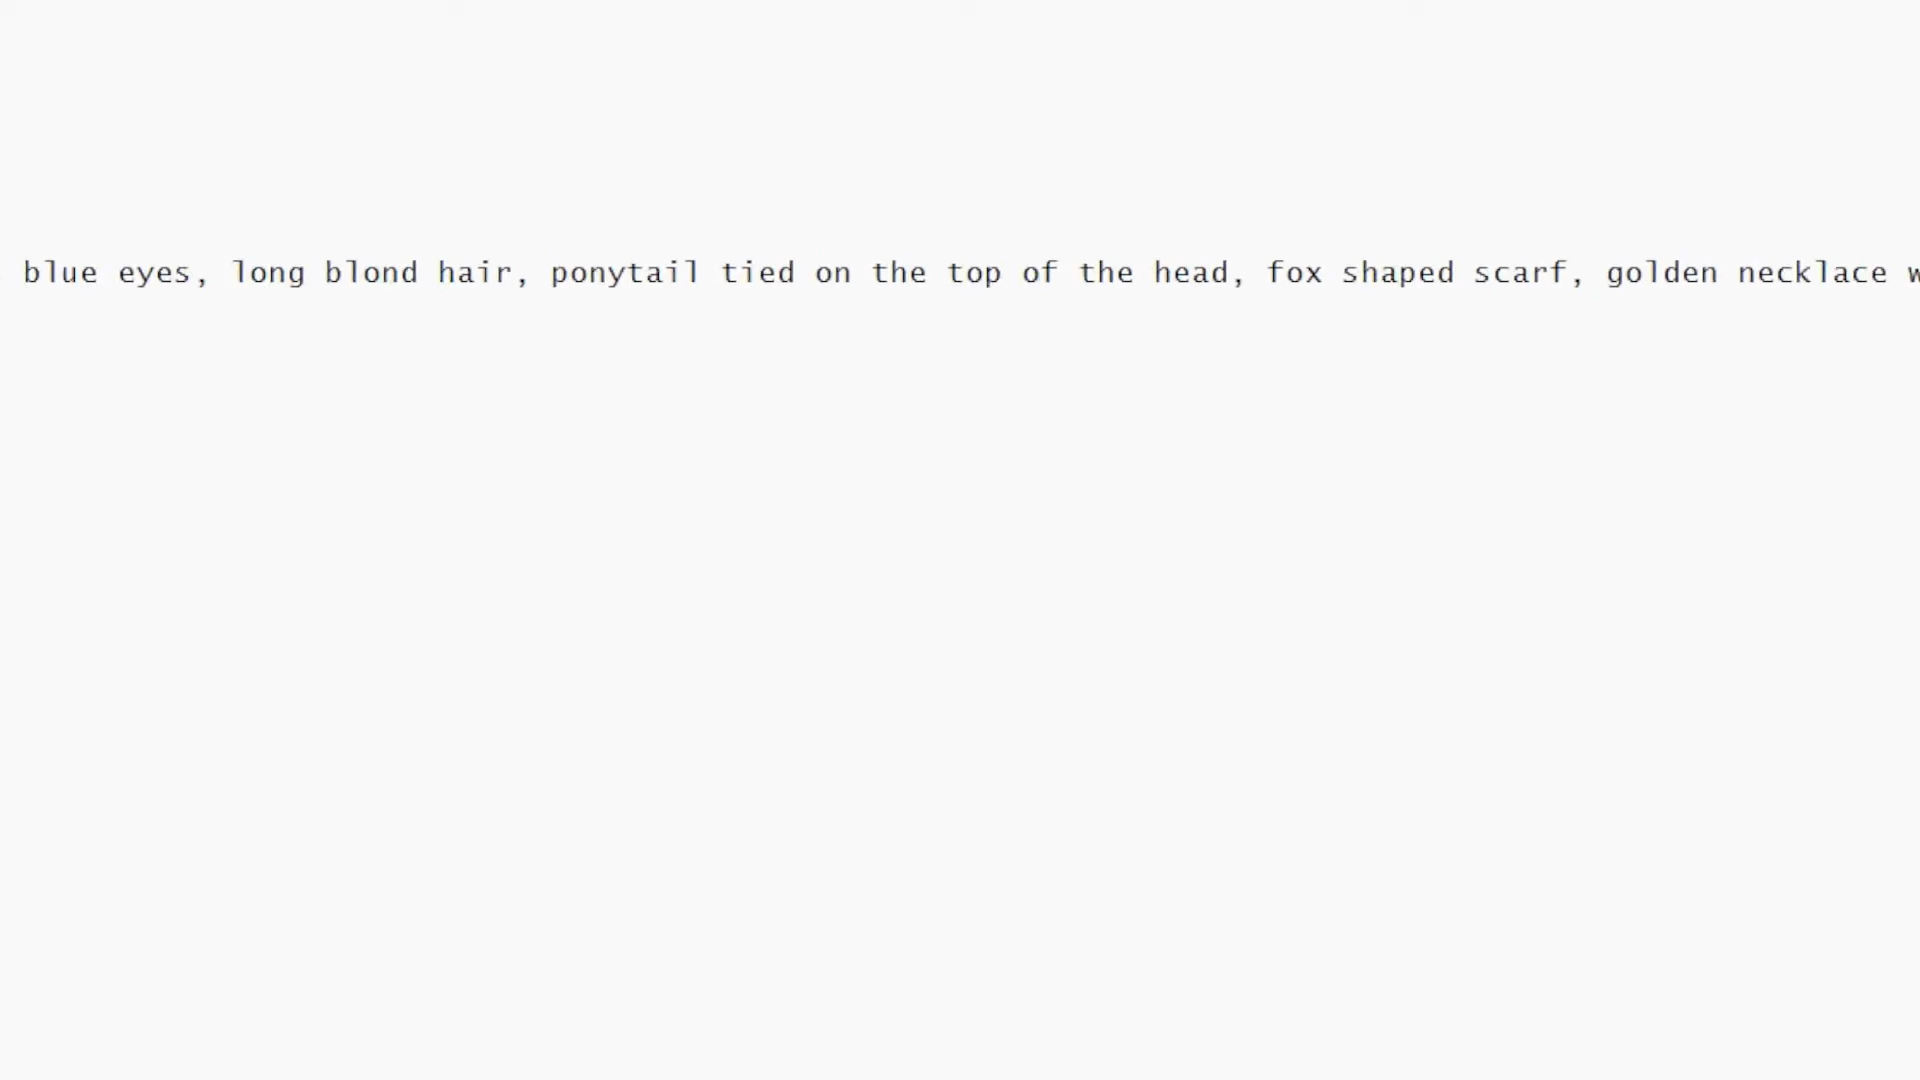 blue eyes, long blond hair, ponytail tied on the top of the head, fox shaped scarf, golden necklace